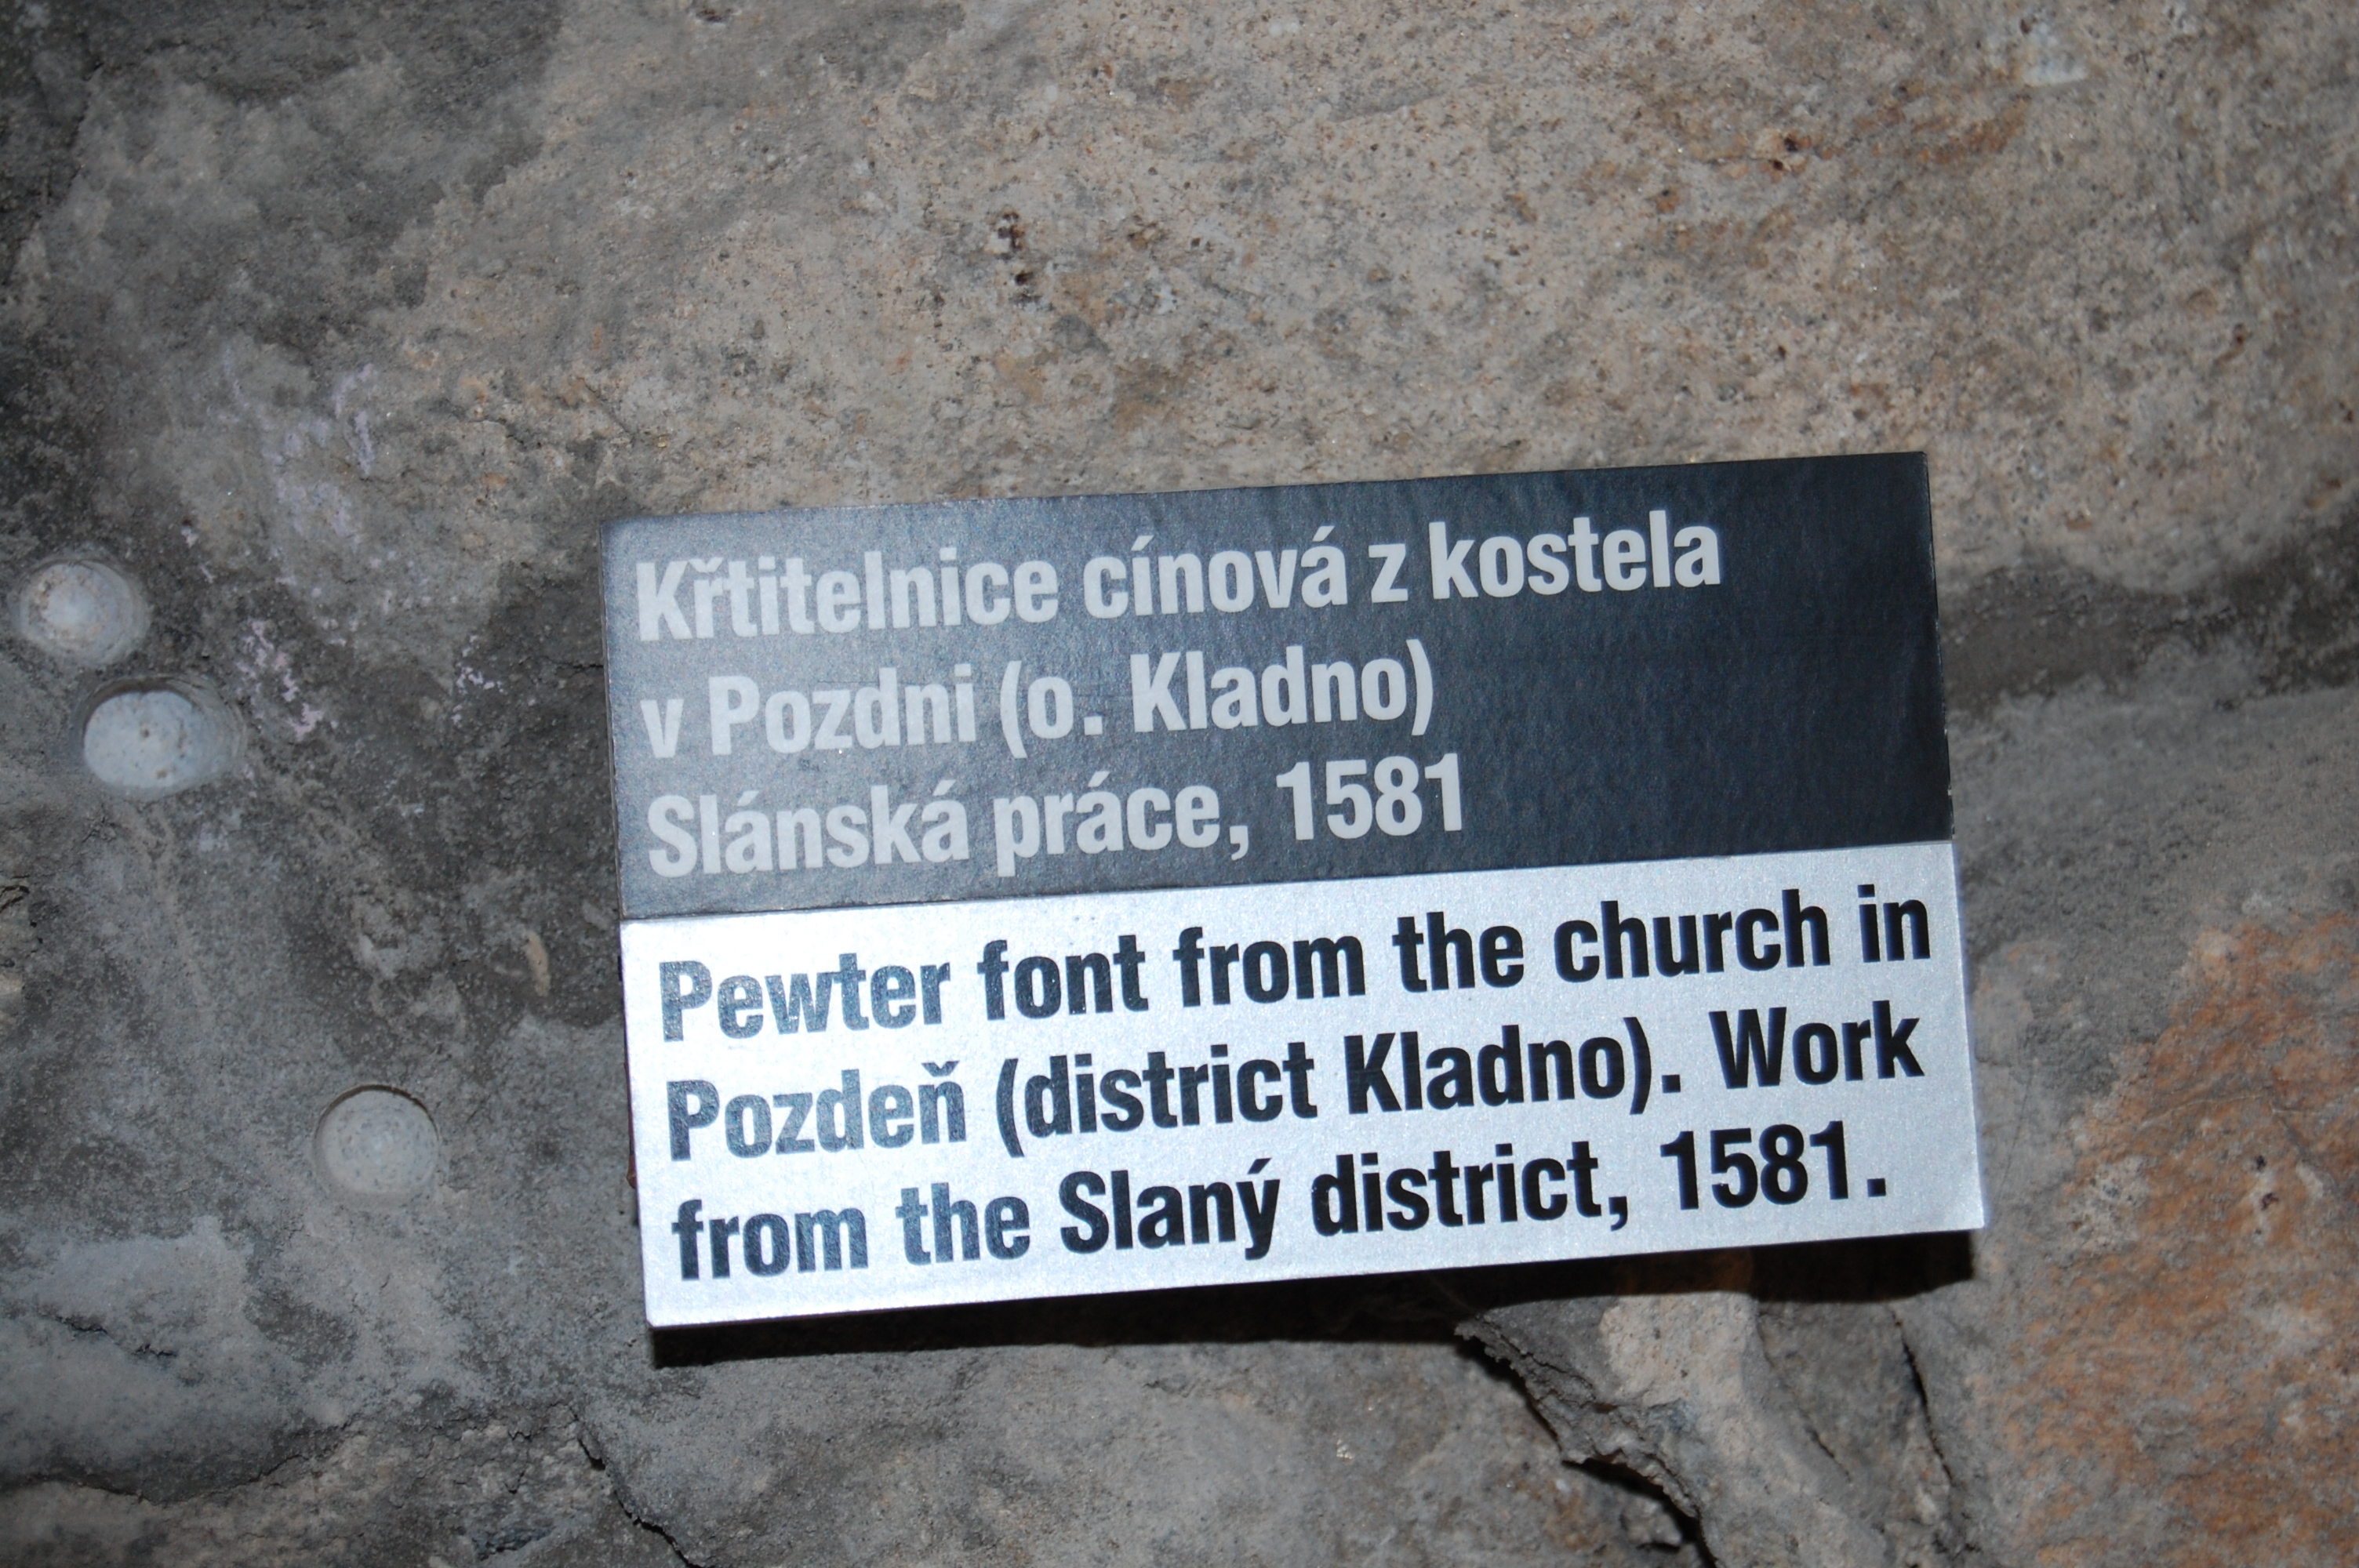 Křtitelnice cínová z kostela
v Pozdni (o. Kladno)
Slánská práce, 1581
Pewter font from the church in
Pozdeň (district Kladno). Work
from the Slaný district, 1581.